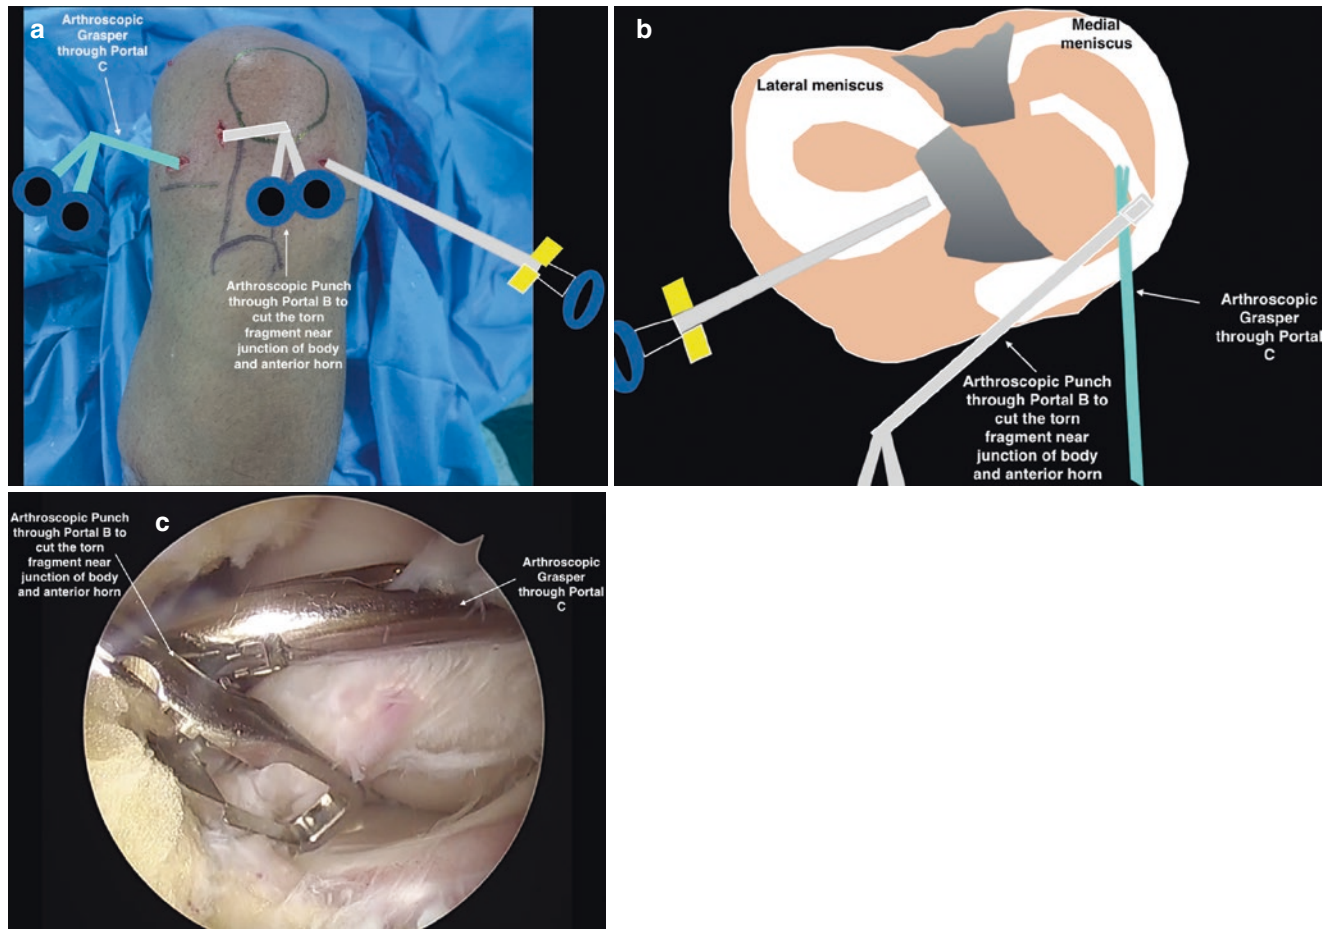 a
Arthroscopic
Grasper
through Portal
C
Arthroscopic Punch
through Portal B to
cut the torn
fragment near
junction of body
and anterior horn
b
Medial
meniscus
Lateral meniscus
Arthroscopic
Grasper
through Portal
C
Arthroscopic Punch
through Portal B to
cut the torn
fragment near
junction of body
and anterior horn
c
Arthroscopic Punch
through Portal B to
cut the torn
fragment near
junction of body
and anterior horn
Arthroscopic
Grasper
through Portal
C